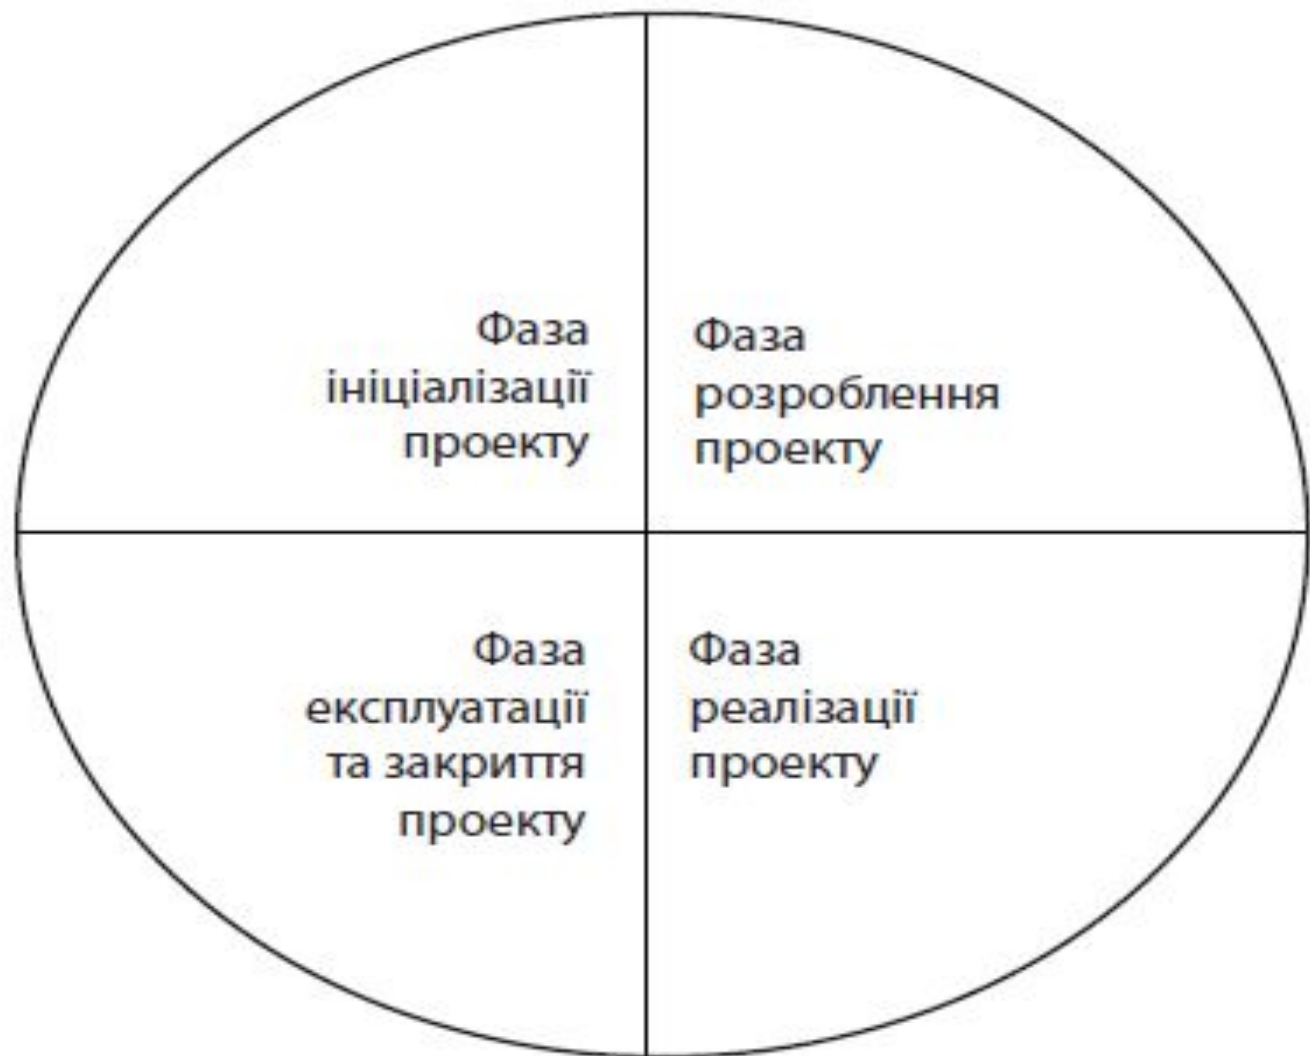 Фаза
ініціалізації
проекту
Фаза
розроблення
проекту
Фаза
експлуатації
та закриття
проекту
Фаза
реалізації
проекту